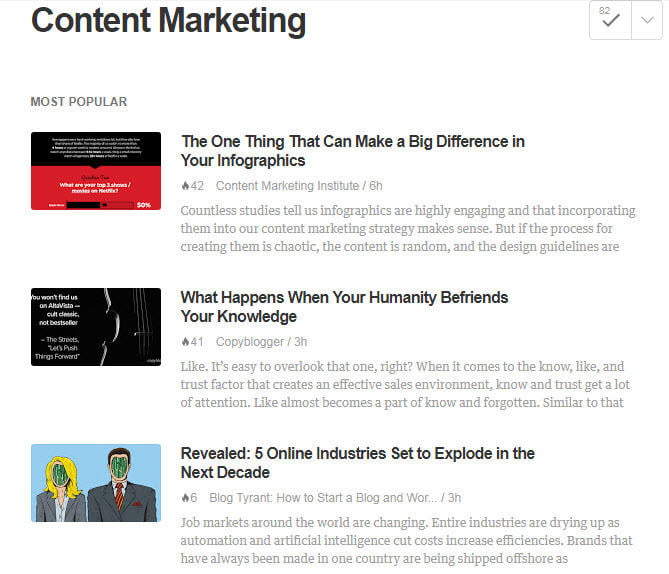 Content Marketing
82
MOST POPULAR
The One Thing That Can Make a Big Difference in
Your Infographics
42 Content Marketing Institute / 6h
Countless studies tell us infographics are highly engaging and that incorporating
them into our content marketing strategy makes sense. But if the process for
creating them is chaotic, the content is random, and the design guidelines are
Question Two
What are your top 3 shows /
movies on Netflix?
50%
What Happens When Your Humanity Befriends
Your Knowledge
41 Copyblogger / 3h
Like. It's easy to overlook that one, right? When it comes to the know, like, and
trust factor that creates an effective sales environment, know and trust get a lot
of attention. Like almost becomes a part of know and forgotten. Similar to that
You won't find us
on AltaVista —
cult classic,
not bestseller
— The Streets,
"Let's Push
Things Forward"
Revealed: 5 Online Industries Set to Explode in the
Next Decade
6 Blog Tyrant: How to Start a Blog and Wor... / 3h
Job markets around the world are changing. Entire industries are drying up as
automation and artificial intelligence cut costs increase efficiencies. Brands that
have always been made in one country are being shipped offshore as